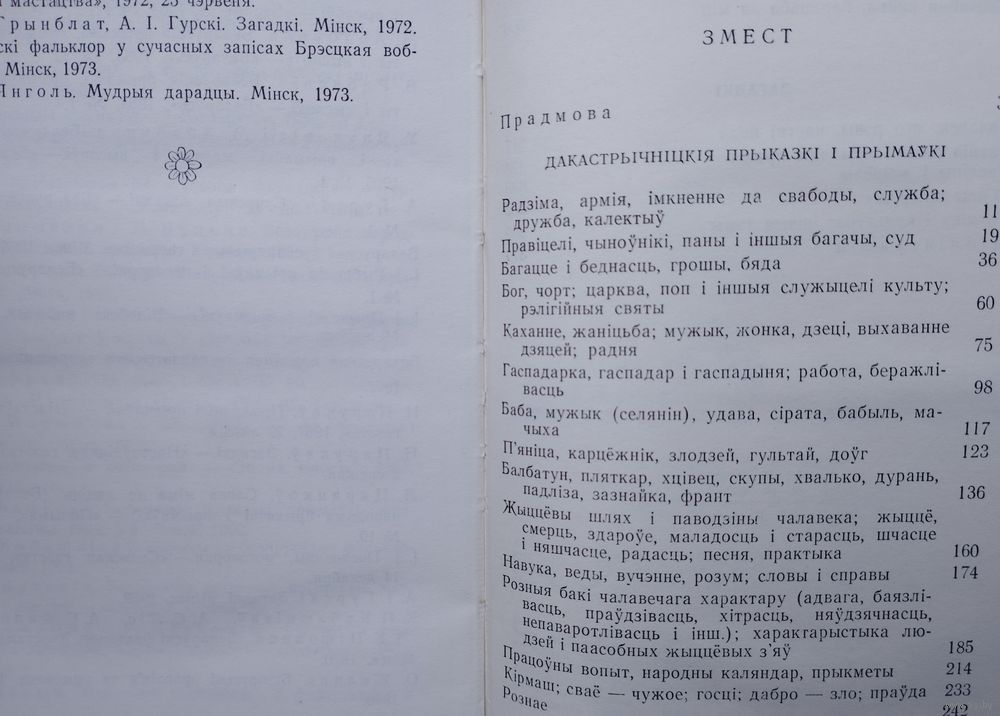 мастацтва», 1972, 23 чэрвеня.
Грынблат, А. І. Гурскі. Загадкі. Мінск, 1972.
скі фальклор у сучасных запісах Брэсцкая воб-
Мінск, 1973.
Янголь. Мудрыя дарадцы. Мінск, 1973.
ЗМЕСТ
Прадмова
ДАКАСТРЫЧНІЦКІЯ ПРЫКАЗКІ І ПРЫМАЎКІ
Радзіма, армія, імкненне да свабоды, служба;
дружба, калектыў 11
Правіцелі, чыноўнікі, паны і іншыя багачы, суд 19
Багацце і беднасць, грошы, бяда 36
Бог, чорт; царква, поп і іншыя служыцелі культу;
рэлігійныя святы 60
Каханне, жаніцьба; мужык, жонка, дзеці, выхаванне
дзяцей; радня 75
Гаспадарка, гаспадар і гаспадыня; работа, беражлі-
васць 98
Баба, мужык (селянін), удава, сірата, бабыль, ма-
чыха 117
П'яніца, карцёжнік, злодзей, гультай, доўг 123
Балбатун, пляткар, хцівец, скупы, хвалько, дурань,
падліза, зазнайка, франт 136
Жыццёвы шлях і паводзіны чалавека; жыццё,
смерць, здароўе, маладосць і старасць, шчасце
і няшчасце, радасць; песня, практыка 160
Навука, веды, вучэнне, розум; словы і справы 174
Розныя бакі чалавечага характару (адвага, баязлі-
васць, праўдзівасць, хітрасць, няўдзячнасць,
непаваротлівасць і інш.); характарыстыка лю-
дзей і паасобных жыццёвых з'яў 185
Працоўны вопыт, народны каляндар, прыкметы 214
Кірмаш; сваё — чужое; госці; дабро — зло; праўда 233
Рознае 242